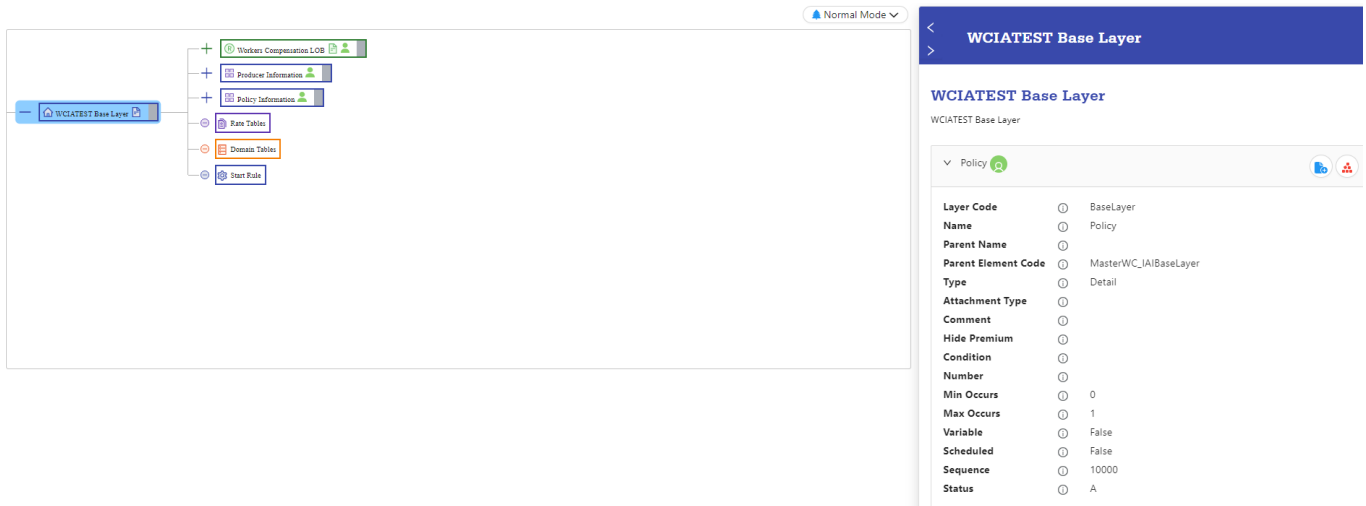 Normal Mode
Workers Compensation LOB
Producer Information
Policy Information
WCIATEST Base Layer
Rate Tables
Domain Tables
Start Rule
WCIATEST Base Layer
WCIATEST Base Layer
WCIATEST Base Layer
Policy
Layer Code BaseLayer
Name Policy
Parent Name
Parent Element Code MasterWC_IAIBaseLayer
Type Detail
Attachment Type
Comment
Hide Premium
Condition
Number
Min Occurs 0
Max Occurs 1
Variable False
Scheduled False
Sequence 10000
Status A